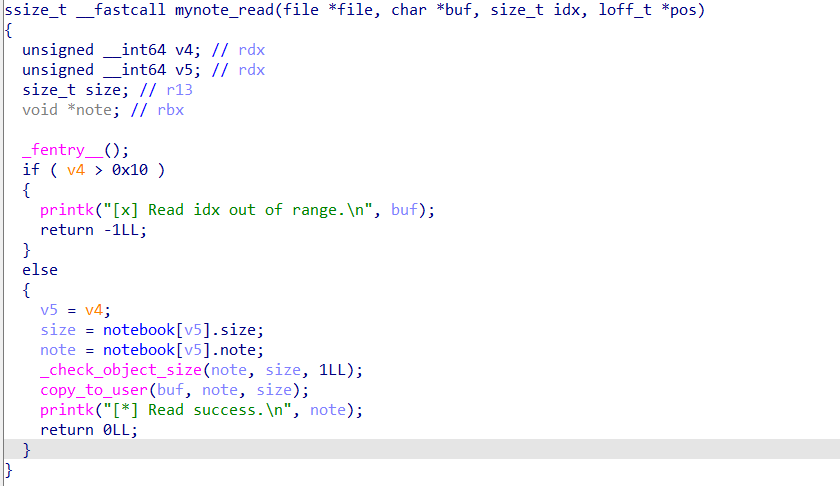 ssize_t __fastcall mynote_read(file *file, char *buf, size_t idx, loff_t *pos)
{
  unsigned __int64 v4; // rdx
  unsigned __int64 v5; // rdx
  size_t size; // r13
  void *note; // rbx

  _fentry__();
  if ( v4 > 0x10 )
  {
    printk("[x] Read idx out of range.\n", buf);
    return -1LL;
  }
  else
  {
    v5 = v4;
    size = notebook[v5].size;
    note = notebook[v5].note;
    _check_object_size(note, size, 1LL);
    copy_to_user(buf, note, size);
    printk("[*] Read success.\n", note);
    return 0LL;
  }
}